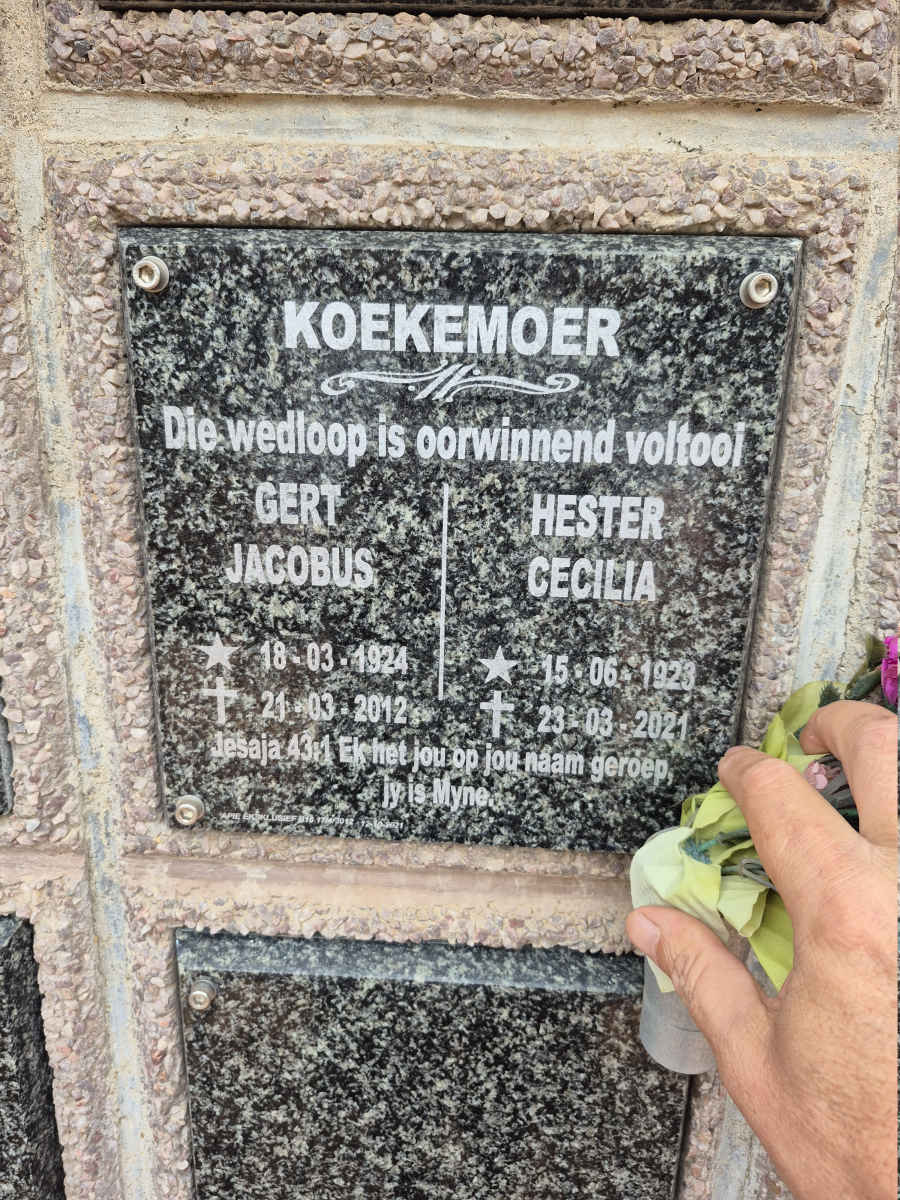 KOEKEMOER
Die wedloop is oorwinnend voltooi
GERT
JACOBUS
18-03-1924
21-03-2012
HESTER
CECILIA
15-06-1923
23-03-2021
Jesaja 43:1 Ek het jou op jou naam geroep,
jy is Myne.